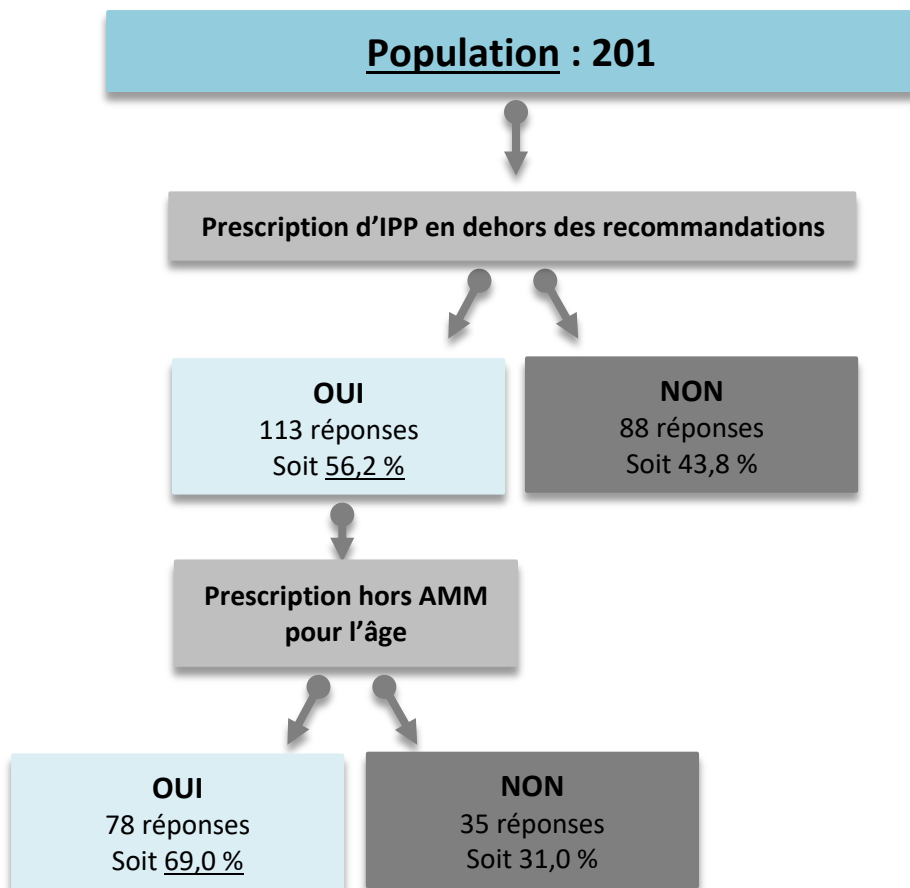 Population : 201
Prescription d’IPP en dehors des recommandations
OUI
113 réponses
Soit 56,2 %
NON
88 réponses
Soit 43,8 %
Prescription hors AMM
pour l’âge
OUI
78 réponses
Soit 69,0 %
NON
35 réponses
Soit 31,0 %